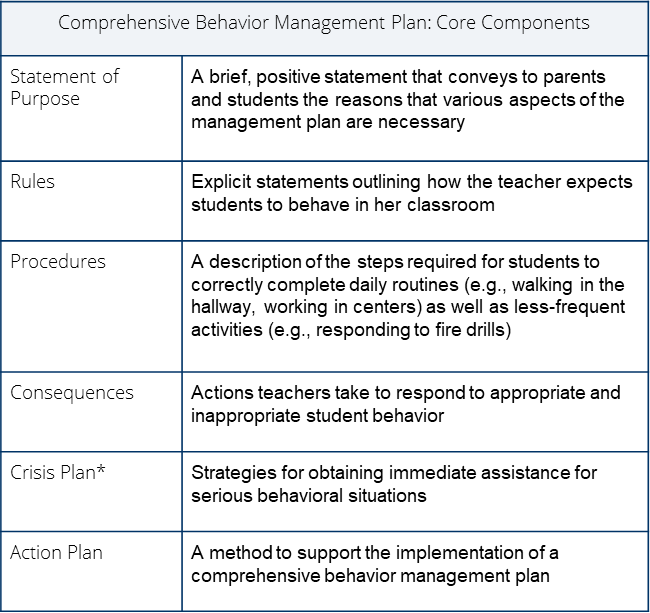 Comprehensive Behavior Management Plan: Core Components
Statement of
Purpose
A brief, positive statement that conveys to parents
and students the reasons that various aspects of the
management plan are necessary
Rules
Explicit statements outlining how the teacher expects
students to behave in her classroom
Procedures
A description of the steps required for students to
correctly complete daily routines (e.g., walking in the
hallway, working in centers) as well as less-frequent
activities (e.g., responding to fire drills)
Consequences
Actions teachers take to respond to appropriate and
inappropriate student behavior
Crisis Plan*
Strategies for obtaining immediate assistance for
serious behavioral situations
Action Plan
A method to support the implementation of a
comprehensive behavior management plan